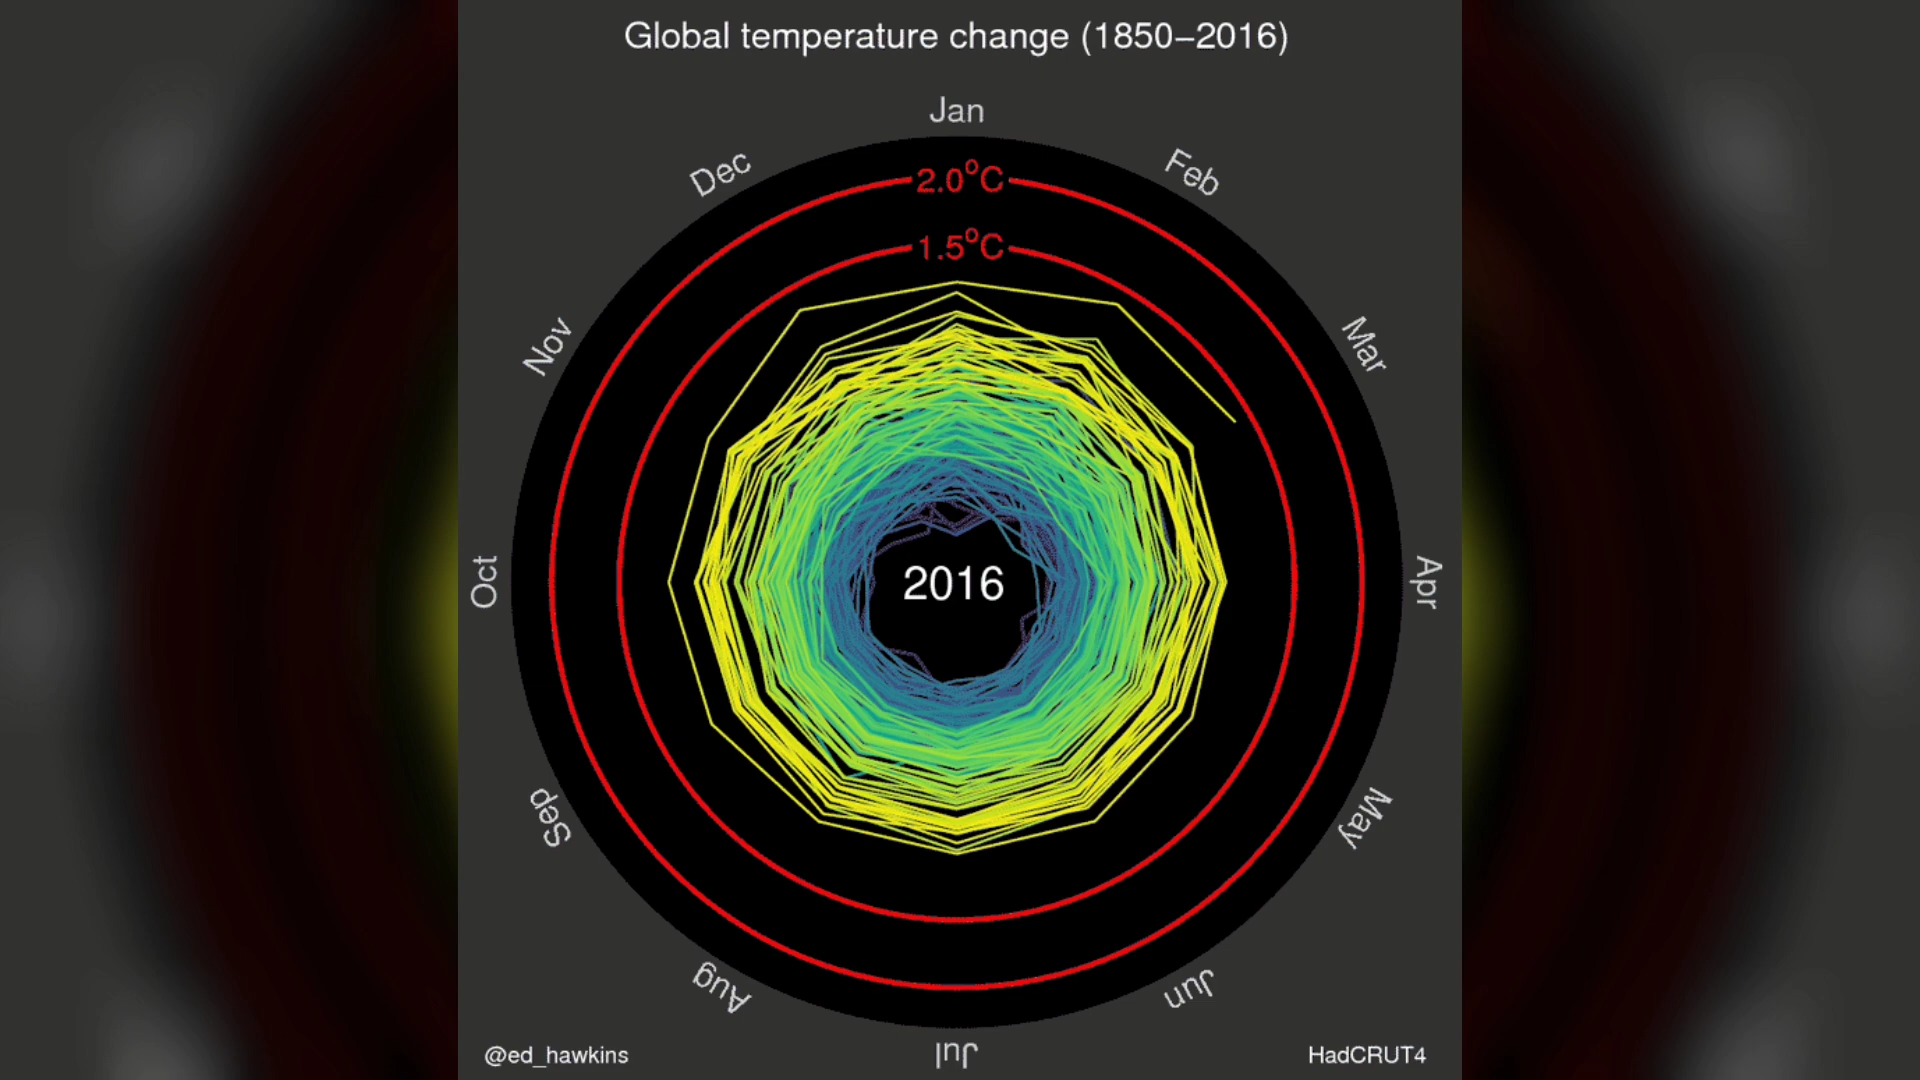 Global temperature change (1850–2016)
Jan
Dec
Feb
2.0°C
1.5°C
Nov
Mar
Oct
2016
Apr
Sep
May
Aug
Jun
Jul
@ed_hawkins
HadCRUT4